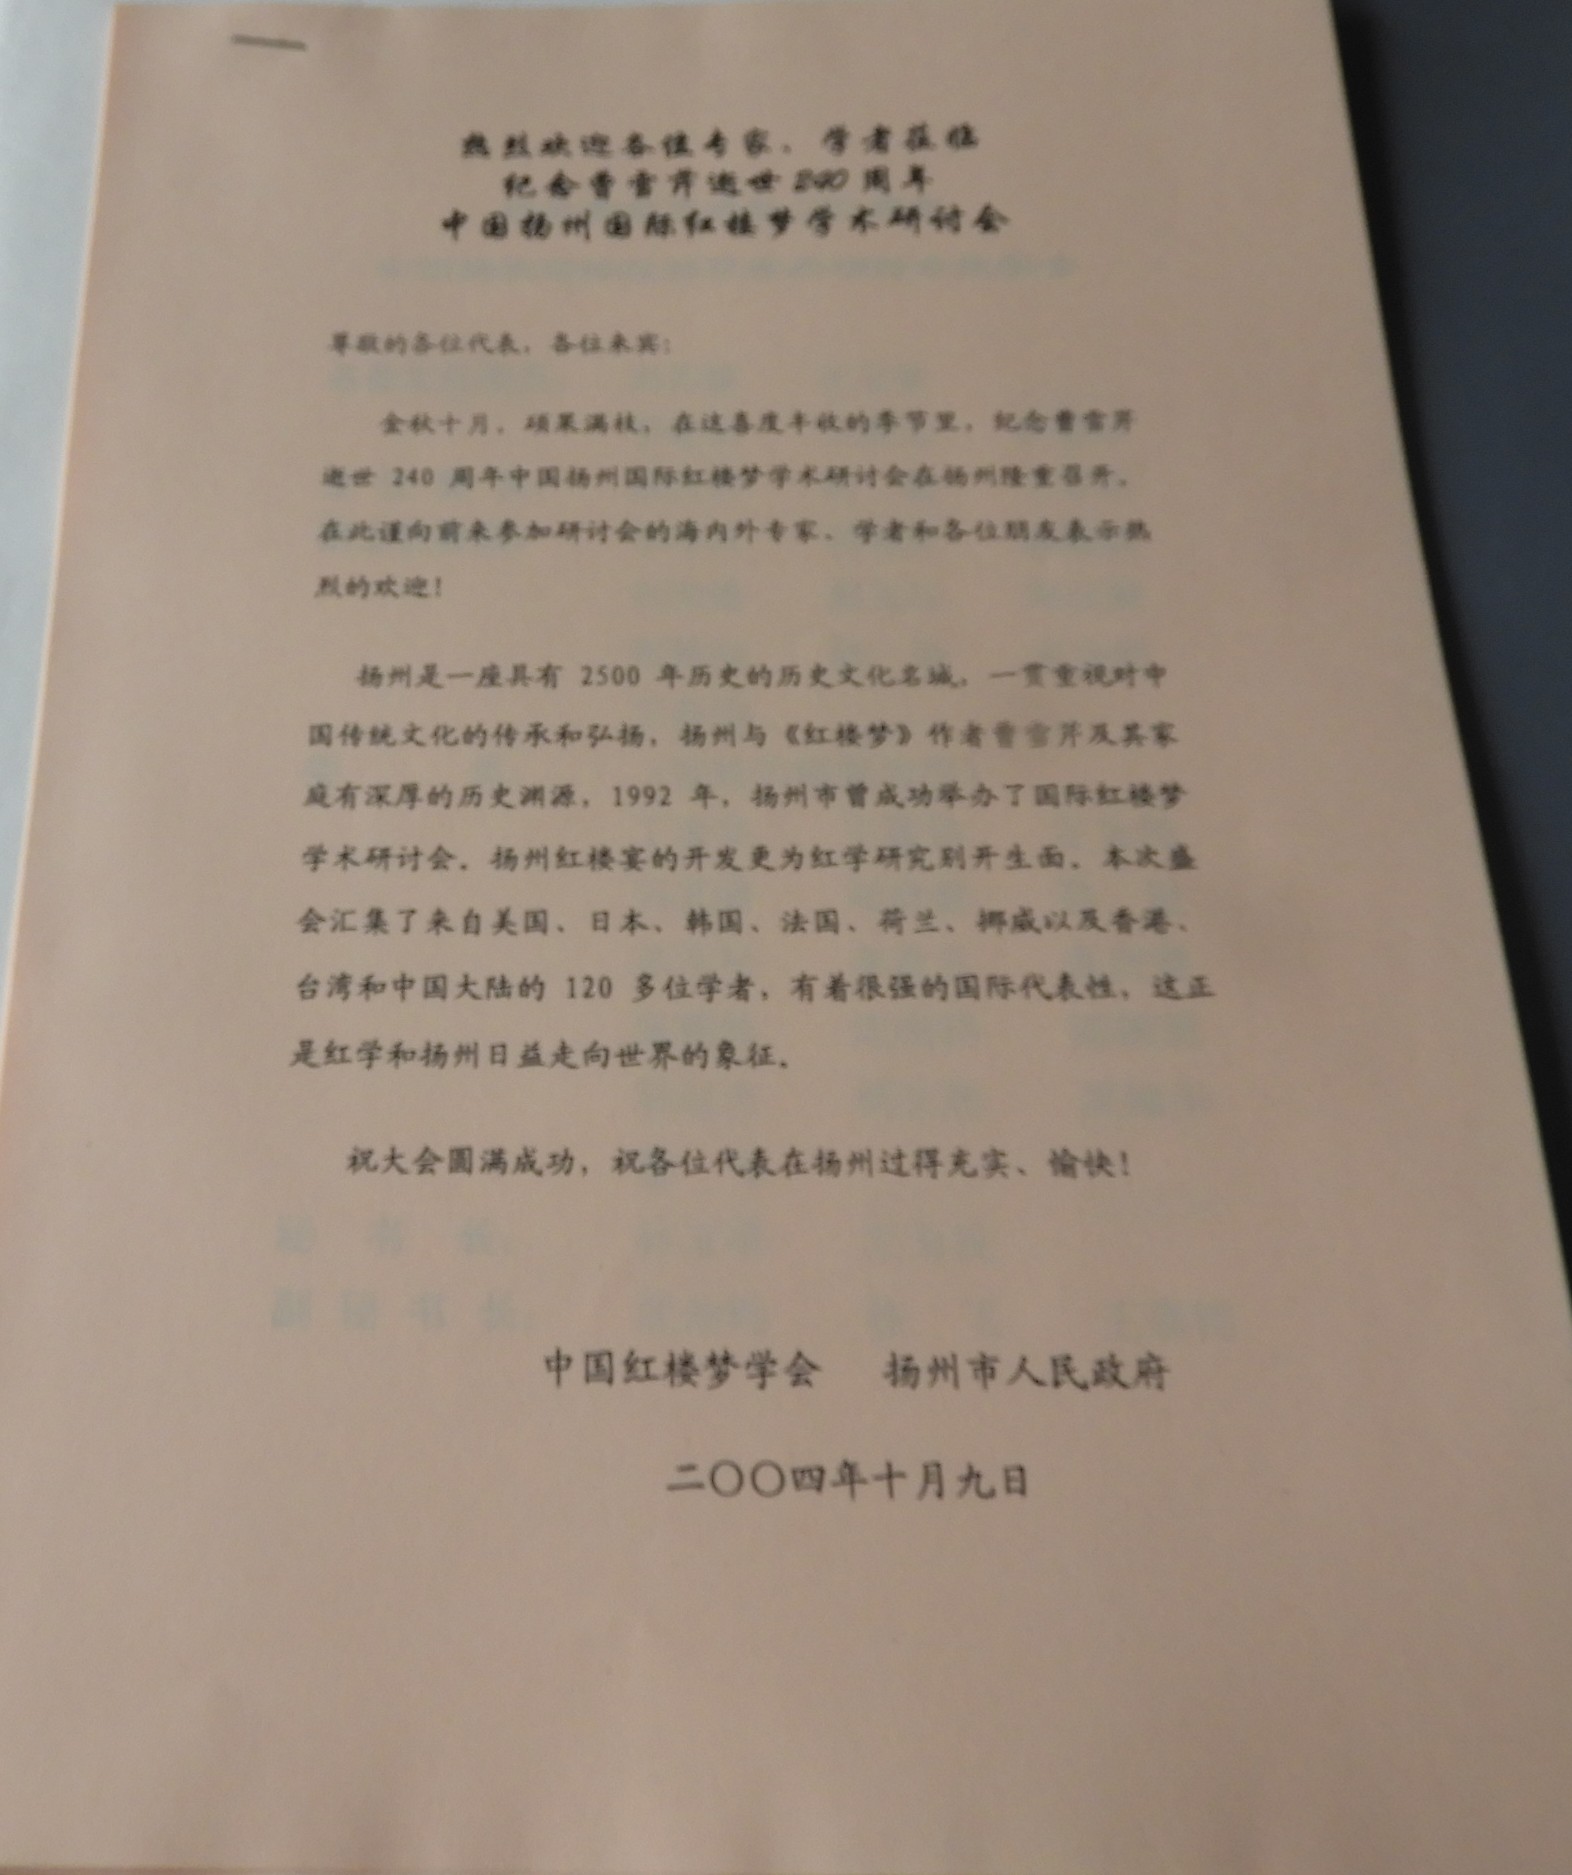 热烈欢迎各位专家、学者莅临
纪念曹雪芹逝世240周年
中国扬州国际红楼梦学术研讨会
尊敬的各位代表，各位来宾：
金秋十月，硕果满枝，在这喜度丰收的季节里，纪念曹雪芹
逝世 240 周年中国扬州国际红楼梦学术研讨会在扬州隆重召开。
在此谨向前来参加研讨会的海内外专家、学者和各位朋友表示热
烈的欢迎！
扬州是一座具有 2500 年历史的历史文化名城，一贯重视对中
国传统文化的传承和弘扬，扬州与《红楼梦》作者曹雪芹及其家
庭有深厚的历史渊源，1992 年，扬州市曾成功举办了国际红楼梦
学术研讨会。扬州红楼宴的开发更为红学研究别开生面。本次盛
会汇集了来自美国、日本、韩国、法国、荷兰、挪威以及香港、
台湾和中国大陆的 120 多位学者，有着很强的国际代表性，这正
是红学和扬州日益走向世界的象征。
祝大会圆满成功，祝各位代表在扬州过得充实、愉快！
中国红楼梦学会 扬州市人民政府
二〇〇四年十月九日